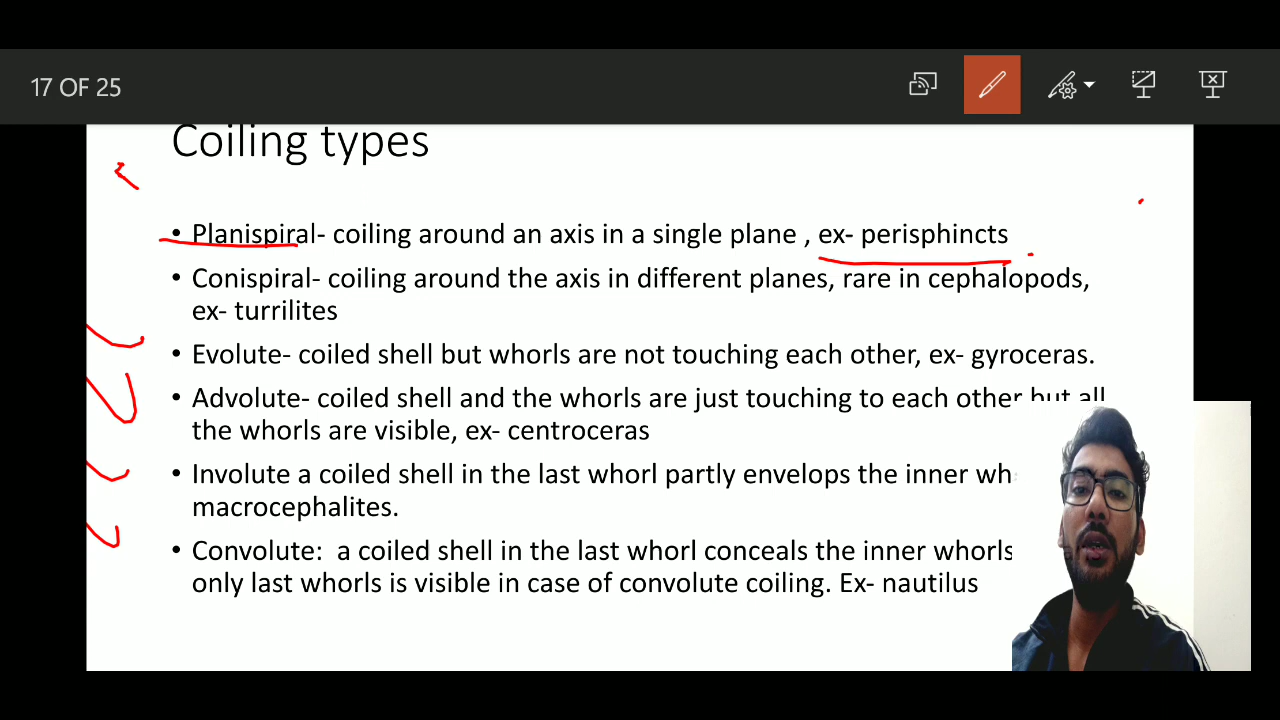 17 OF 25
Coiling types
• Planispiral- coiling around an axis in a single plane , ex- perisphincts
• Conispiral- coiling around the axis in different planes, rare in cephalopods,
ex- turrilites
• Evolute- coiled shell but whorls are not touching each other, ex- gyroceras.
• Advolute- coiled shell and the whorls are just touching to each other but all
the whorls are visible, ex- centroceras
• Involute a coiled shell in the last whorl partly envelops the inner
macrocephalites.
• Convolute: a coiled shell in the last whorl conceals the inner whorls
only last whorls is visible in case of convolute coiling. Ex- nautilus